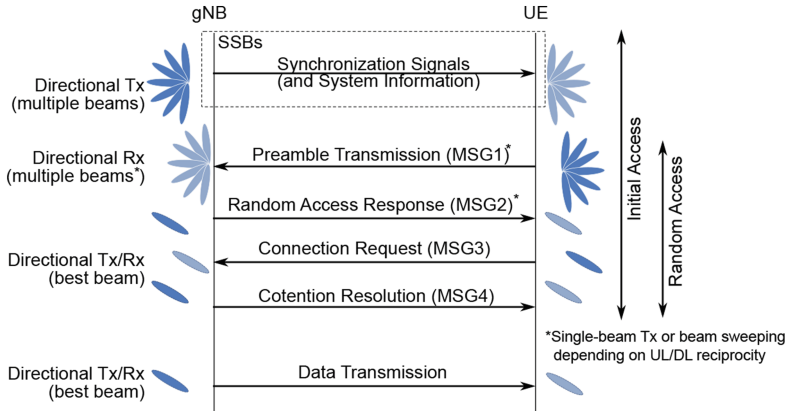 gNB
UE
SSBs
Synchronization Signals
(and System Information)
Directional Tx
(multiple beams)
Preamble Transmission (MSG1)*
Directional Rx
(multiple beams*)
Random Access Response (MSG2)*
Connection Request (MSG3)
Directional Tx/Rx
(best beam)
Cotention Resolution (MSG4)
Initial Access
Random Access
*Single-beam Tx or beam sweeping
depending on UL/DL reciprocity
Directional Tx/Rx
(best beam)
Data Transmission